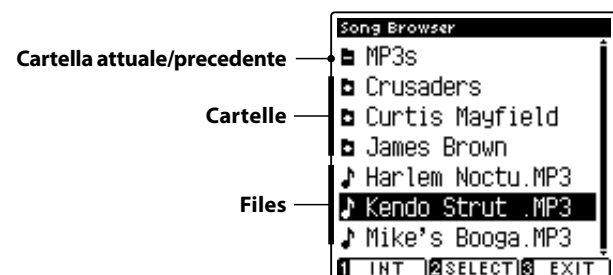 Song Browser
Cartella attuale/precedente
MP3s
Cartelle
Crusaders
Curtis Mayfield
James Brown
Files
Harlem Noctu.MP3
Kendo Strut .MP3
Mike's Booga.MP3
1 INT 2 SELECT 3 EXIT